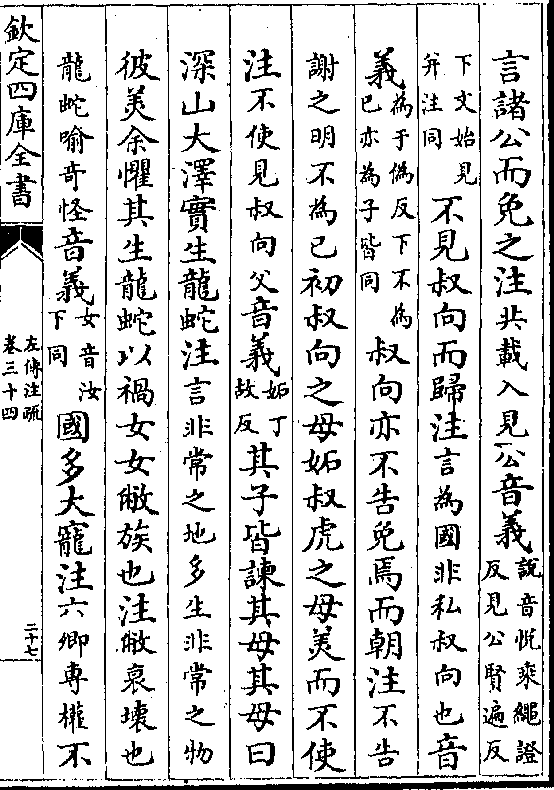 言諸公而免之注共載入見公音義說音悅乗繩證反見公賢遍反
下文始見并注同不見叔向而歸注言為國非私叔向也音
義為于偽反下不為已亦為子皆同叔向亦不告免焉而朝注不告
謝之明不為已初叔向之母妬叔虎之母美而不使
注不使見叔向父音義妬丁故反其子皆諫其母其母曰
深山大澤實生龍蛇注言非常之地多生非常之物
彼美余懼其生龍蛇以禍女女敝族也注敝衰壊也
龍蛇喻竒怪音義女音汝下同國多大寵注六卿專權不
欽定四庫全書
左傳注疏
卷三十四
二十七